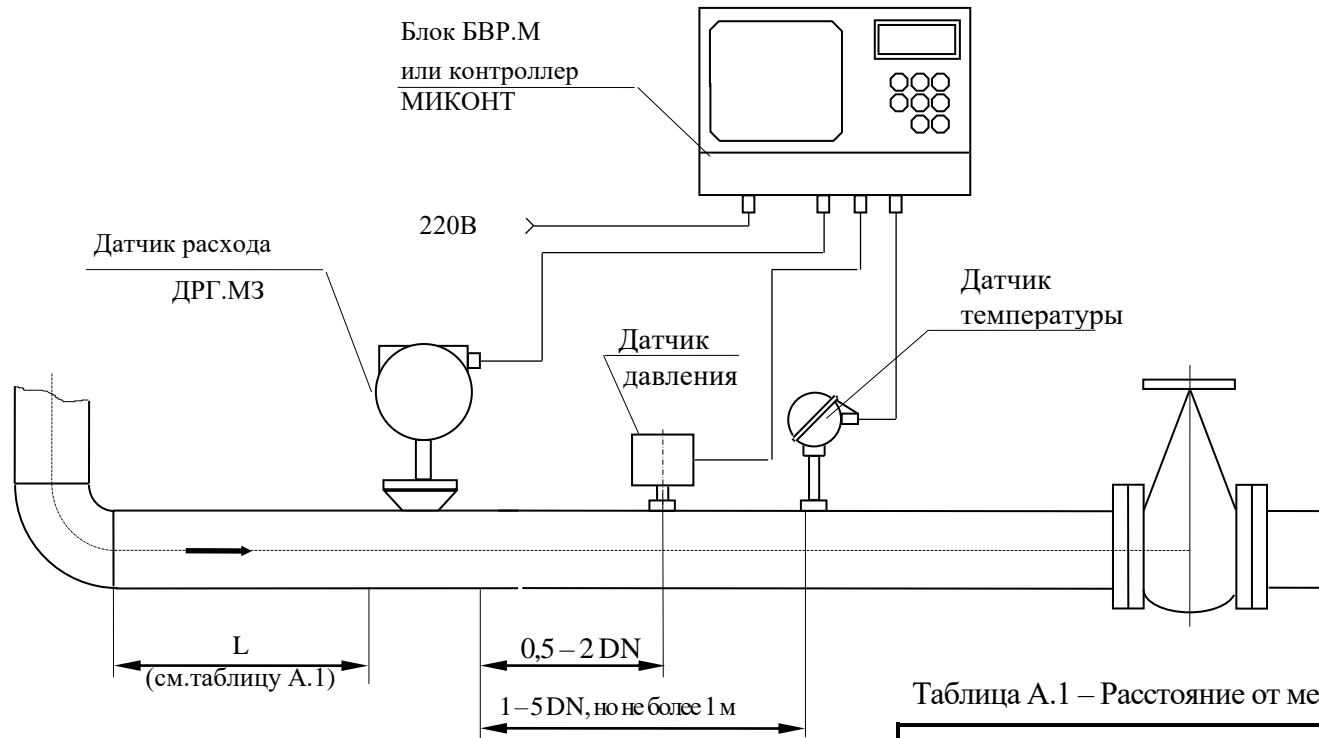 Блок БВР.М
или контроллер
МИКОНТ
220В
Датчик расхода
ДРГ.МЗ
Датчик
температуры
Датчик
давления
L
(см.таблицу А.1)
0,5 – 2 DN
1–5 DN, но не более 1 м
Таблица А.1 – Расстояние от ме